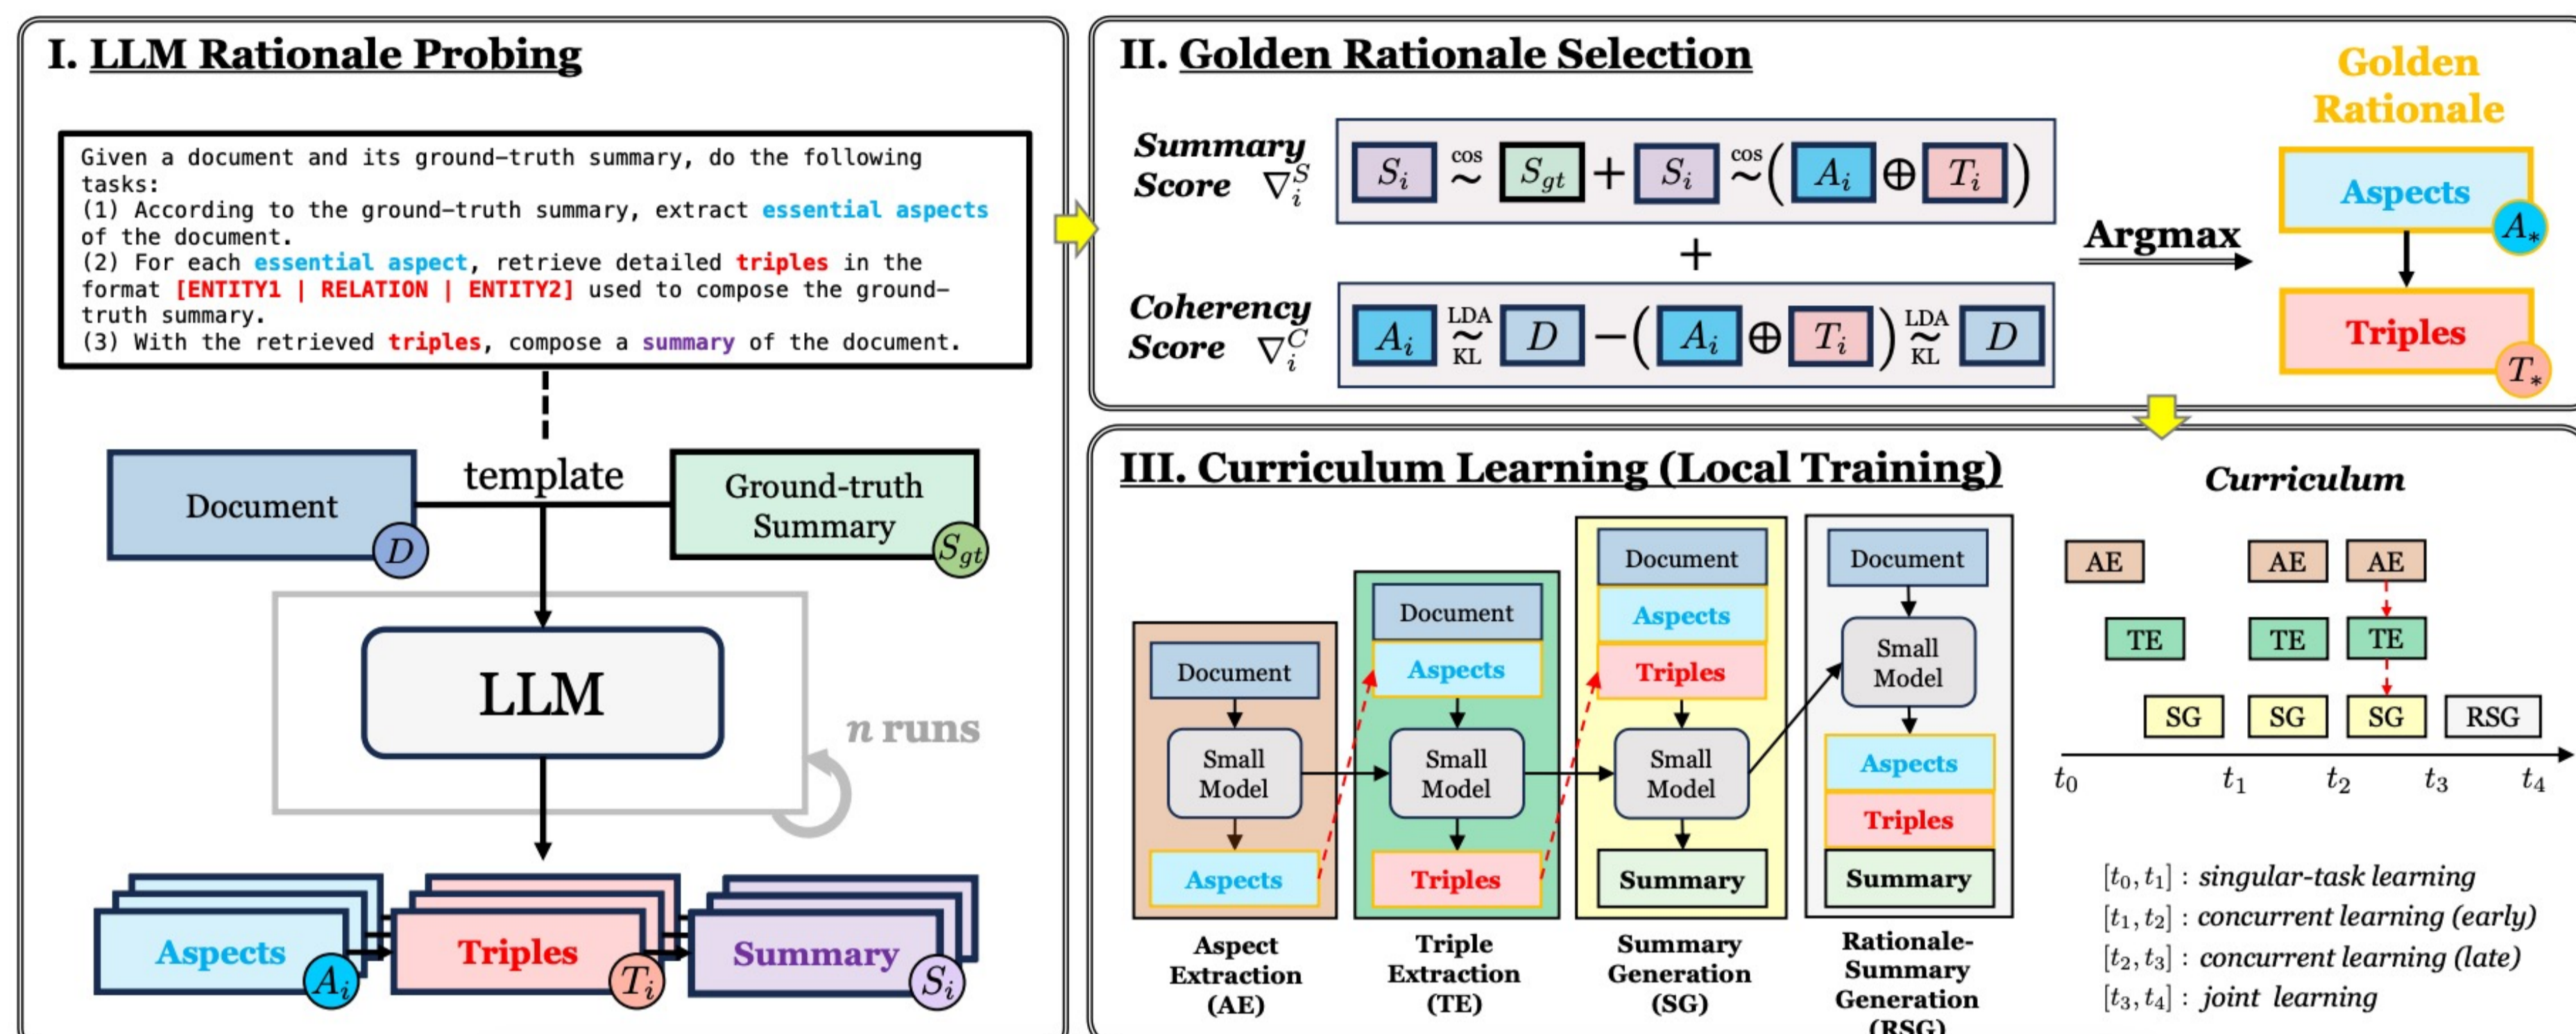 I. LLM Rationale Probing
Given a document and its ground-truth summary, do the following
tasks:
(1) According to the ground-truth summary, extract essential aspects
of the document.
(2) For each essential aspect, retrieve detailed triples in the
format [ENTITY1 | RELATION | ENTITY2] used to compose the ground-
truth summary.
(3) With the retrieved triples, compose a summary of the document.
template
Document
D
Ground-truth
Summary
S_{gt}
LLM
n runs
Aspects
A_i
Triples
T_i
Summary
S_i
II. Golden Rationale Selection
Summary
Score ∇_i^S
S_i cos ~ S_{gt} + S_i cos ~ ( A_i ⊕ T_i )
+
Coherency
Score ∇_i^C
A_i LDA ≈ KL D − ( A_i ⊕ T_i ) LDA ≈ KL D
Argmax
Golden
Rationale
Aspects
A_*
Triples
T_*
III. Curriculum Learning (Local Training)
Document
Small
Model
Aspects
Aspect
Extraction
(AE)
Document
Aspects
Small
Model
Triples
Triple
Extraction
(TE)
Document
Aspects
Triples
Small
Model
Summary
Summary
Generation
(SG)
Document
Small
Model
Aspects
Triples
Summary
Rationale-
Summary
Generation
(RSG)
Curriculum
AE AE AE
TE TE TE
SG SG SG RSG
t_0 t_1 t_2 t_3 t_4
[t_0, t_1] : singular-task learning
[t_1, t_2] : concurrent learning (early)
[t_2, t_3] : concurrent learning (late)
[t_3, t_4] : joint learning